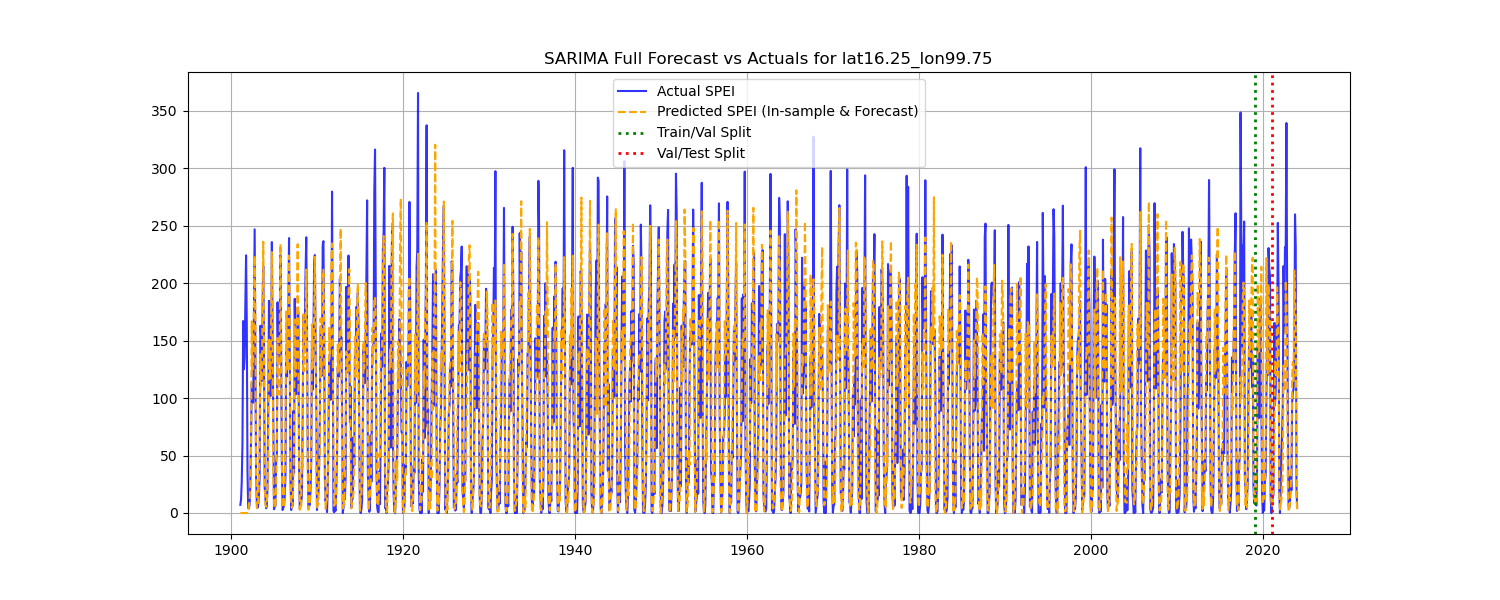 SARIMA Full Forecast vs Actuals for lat16.25_lon99.75
Actual SPEI
Predicted SPEI (In-sample & Forecast)
Train/Val Split
Val/Test Split
350
300
250
200
150
100
50
0
1900 1920 1940 1960 1980 2000 2020